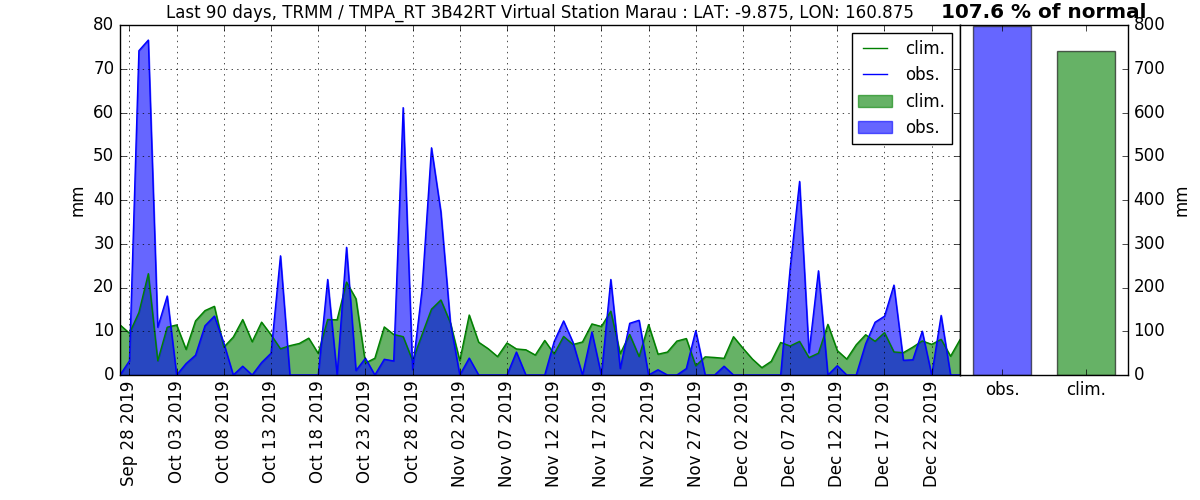 Last 90 days, TRMM / TMPA_RT 3B42RT Virtual Station Marau : LAT: -9.875, LON: 160.875
107.6 % of normal
80
70
60
50
40
30
20
10
0
mm
clim.
obs.
clim.
obs.
Sep 28 2019
Oct 03 2019
Oct 08 2019
Oct 13 2019
Oct 18 2019
Oct 23 2019
Oct 28 2019
Nov 02 2019
Nov 07 2019
Nov 12 2019
Nov 17 2019
Nov 22 2019
Nov 27 2019
Dec 02 2019
Dec 07 2019
Dec 12 2019
Dec 17 2019
Dec 22 2019
800
700
600
500
400
300
200
100
0
mm
obs.
clim.